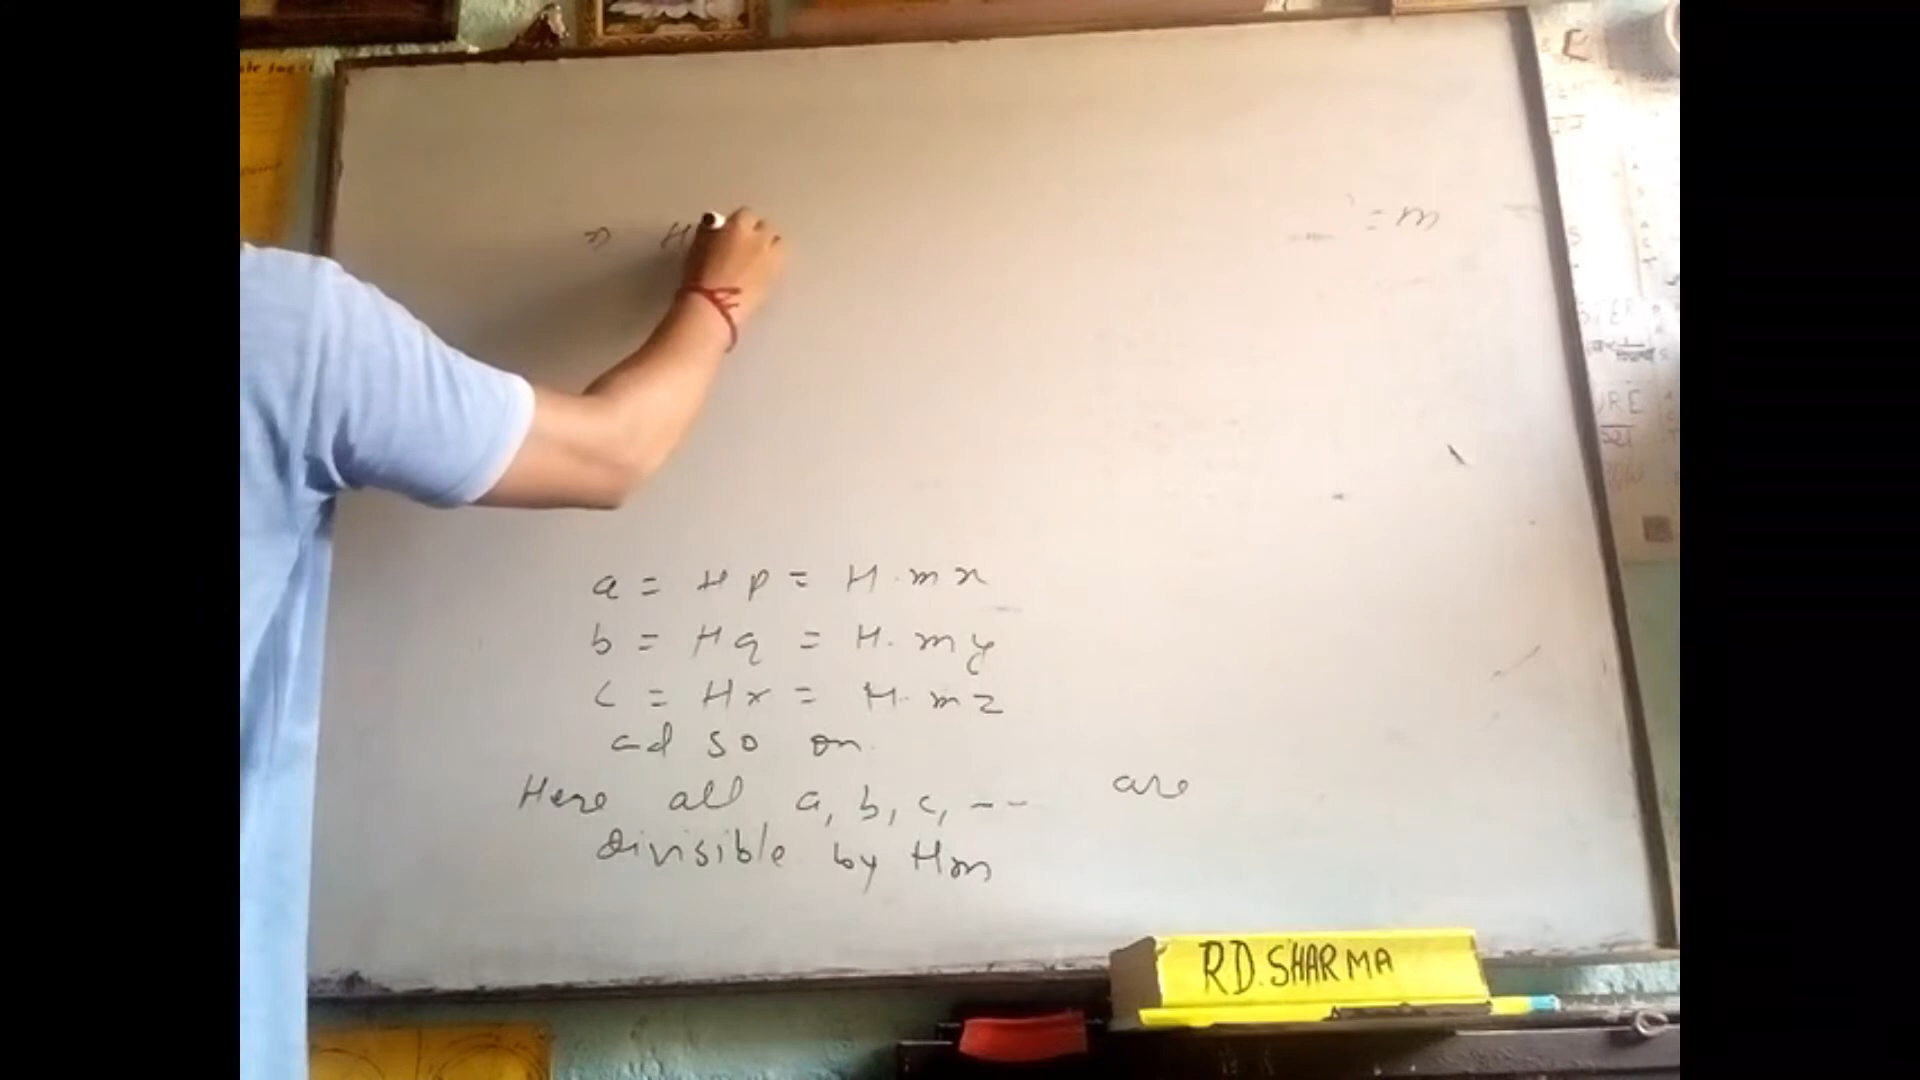 = m
n H
a = Hp = H.mx
b = Hq = H.my
c = Hr = H.mz
ad so on.
Here all a, b, c, -- are
divisible by Hm
RD.SHARMA